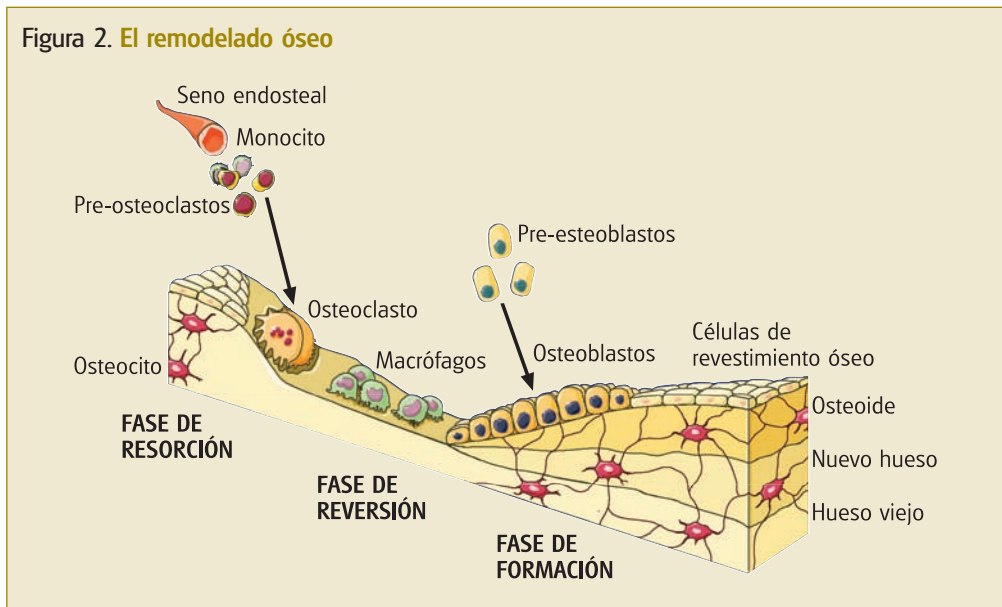 Figura 2. El remodelado óseo
Seno endosteal
Monocito
Pre-osteoclastos
Pre-esteoblastos
Osteoclasto
Osteocito
Macrófagos
Osteoblastos
Células de
revestimiento óseo
Osteoide
Nuevo hueso
Hueso viejo
FASE DE
RESORCIÓN
FASE DE
REVERSIÓN
FASE DE
FORMACIÓN